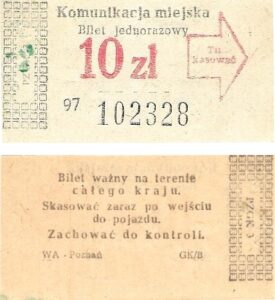 Komunikacja miejska
Bilet jednorazowy
10 zł
Tu
kasować
97 102328
Bilet ważny na terenie
całego kraju.
Skasować zaraz po wejściu
do pojazdu.
Zachować do kontroli.
WA - Poznań GK/B